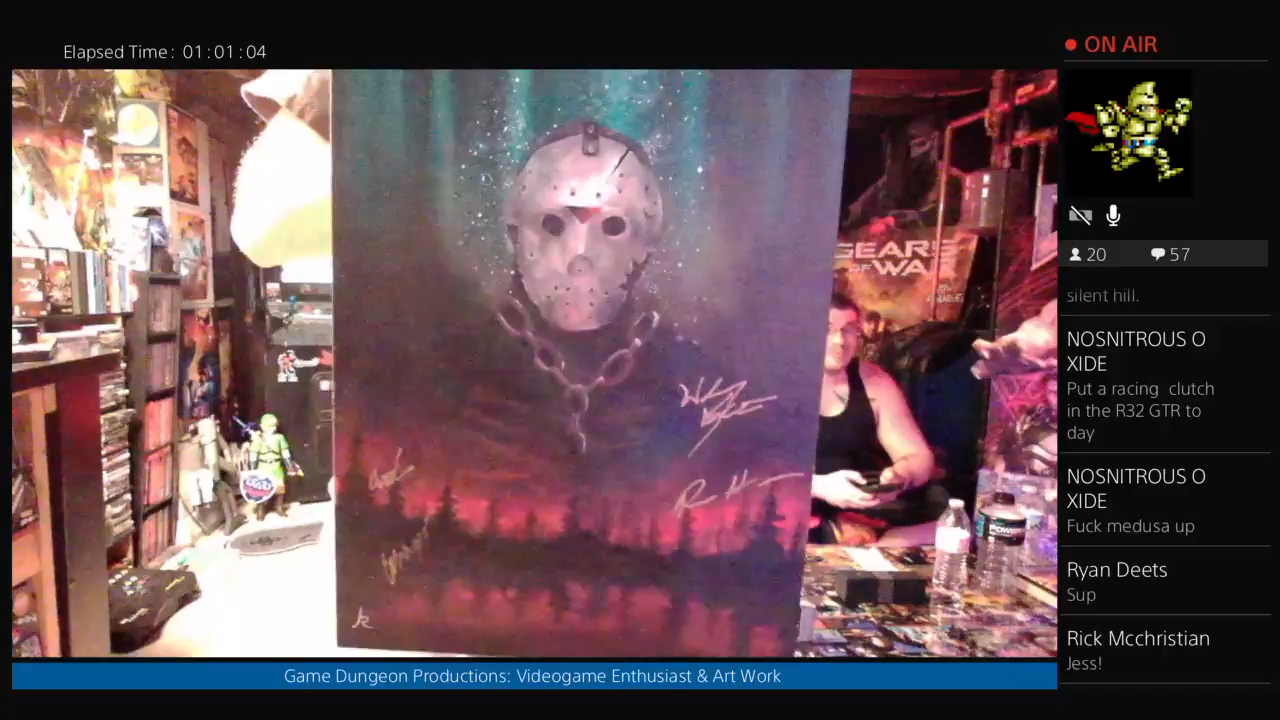 Elapsed Time: 01:01:04
ON AIR
20
57
silent hill.
NOSNITROUS O
XIDE
Put a racing clutch
in the R32 GTR to
day
NOSNITROUS O
XIDE
Fuck medusa up
Ryan Deets
Sup
Rick Mcchristian
Jess!
GEARS
OF WAR
Game Dungeon Productions: Videogame Enthusiast & Art Work